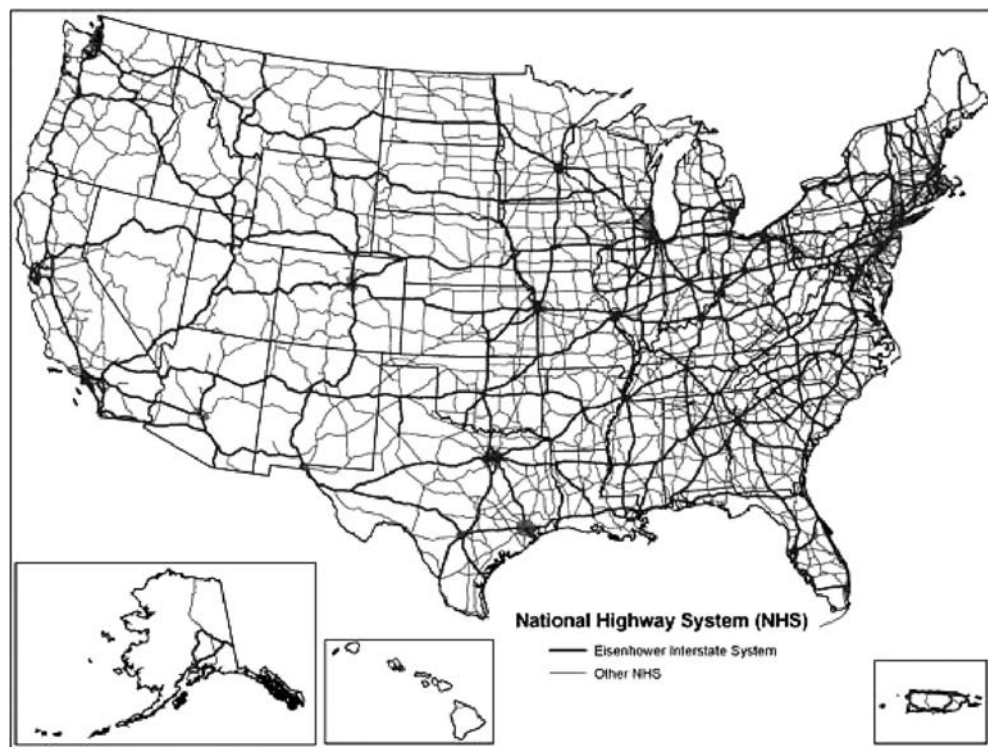 National Highway System (NHS)
Eisenhower Interstate System
Other NHS